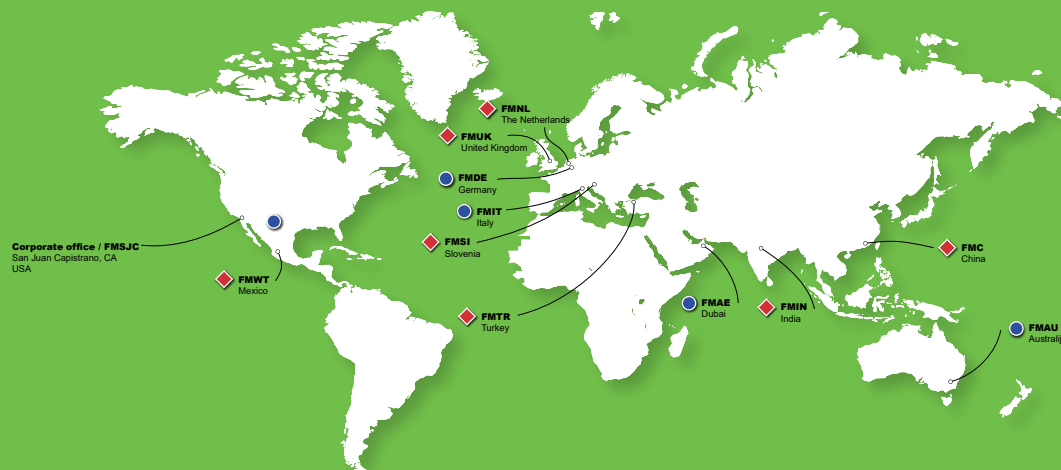 FMNL
The Netherlands
FMUK
United Kingdom
FMDE
Germany
FMIT
Italy
FMSI
Slovenia
Corporate office / FMSJC
San Juan Capistrano, CA
USA
FMWT
Mexico
FMTR
Turkey
FMAE
Dubai
FMIN
India
FMC
China
FMAU
Australi